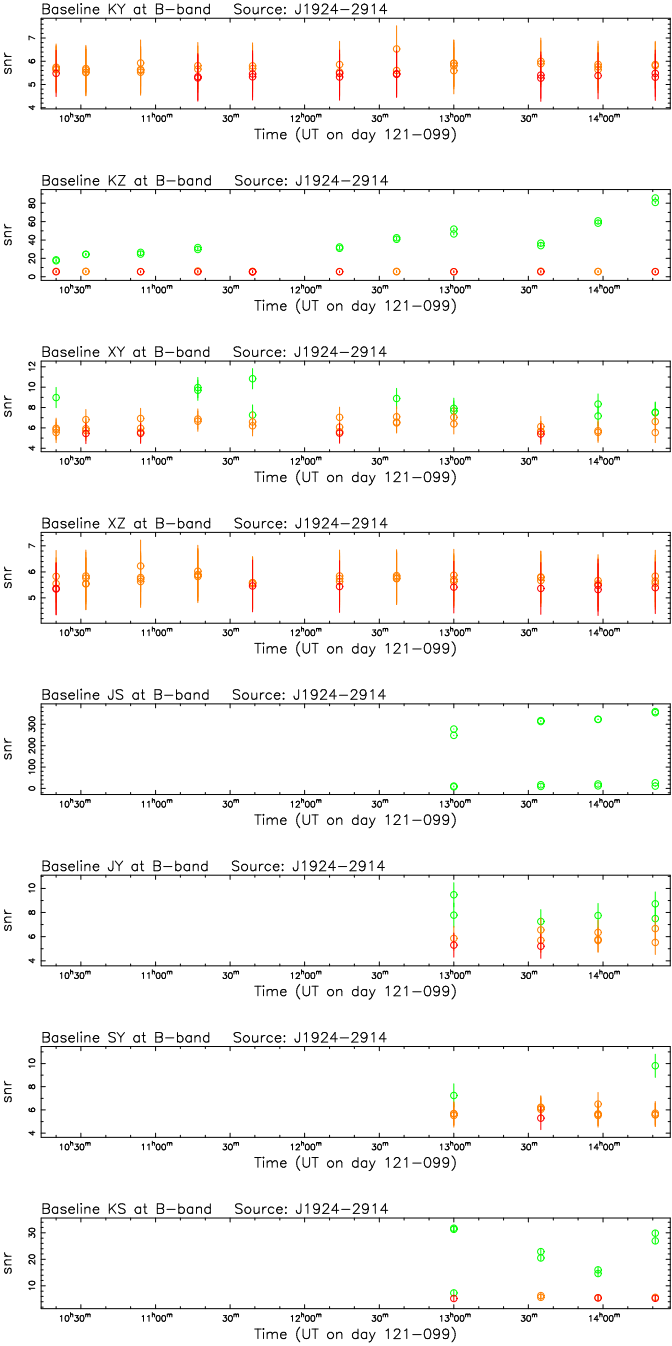 Baseline KY at B−band Source: J1924−2914
7
6
5
4
snr
10ʰ30ᵐ 11ʰ00ᵐ 30ᵐ 12ʰ00ᵐ 30ᵐ 13ʰ00ᵐ 30ᵐ 14ʰ00ᵐ
Time (UT on day 121−099)
Baseline KZ at B−band Source: J1924−2914
80
60
40
20
0
snr
10ʰ30ᵐ 11ʰ00ᵐ 30ᵐ 12ʰ00ᵐ 30ᵐ 13ʰ00ᵐ 30ᵐ 14ʰ00ᵐ
Time (UT on day 121−099)
Baseline XY at B−band Source: J1924−2914
12
10
8
6
4
snr
10ʰ30ᵐ 11ʰ00ᵐ 30ᵐ 12ʰ00ᵐ 30ᵐ 13ʰ00ᵐ 30ᵐ 14ʰ00ᵐ
Time (UT on day 121−099)
Baseline XZ at B−band Source: J1924−2914
7
6
5
snr
10ʰ30ᵐ 11ʰ00ᵐ 30ᵐ 12ʰ00ᵐ 30ᵐ 13ʰ00ᵐ 30ᵐ 14ʰ00ᵐ
Time (UT on day 121−099)
Baseline JS at B−band Source: J1924−2914
300
200
100
0
snr
10ʰ30ᵐ 11ʰ00ᵐ 30ᵐ 12ʰ00ᵐ 30ᵐ 13ʰ00ᵐ 30ᵐ 14ʰ00ᵐ
Time (UT on day 121−099)
Baseline JY at B−band Source: J1924−2914
10
8
6
4
snr
10ʰ30ᵐ 11ʰ00ᵐ 30ᵐ 12ʰ00ᵐ 30ᵐ 13ʰ00ᵐ 30ᵐ 14ʰ00ᵐ
Time (UT on day 121−099)
Baseline SY at B−band Source: J1924−2914
10
8
6
4
snr
10ʰ30ᵐ 11ʰ00ᵐ 30ᵐ 12ʰ00ᵐ 30ᵐ 13ʰ00ᵐ 30ᵐ 14ʰ00ᵐ
Time (UT on day 121−099)
Baseline KS at B−band Source: J1924−2914
30
20
10
snr
10ʰ30ᵐ 11ʰ00ᵐ 30ᵐ 12ʰ00ᵐ 30ᵐ 13ʰ00ᵐ 30ᵐ 14ʰ00ᵐ
Time (UT on day 121−099)